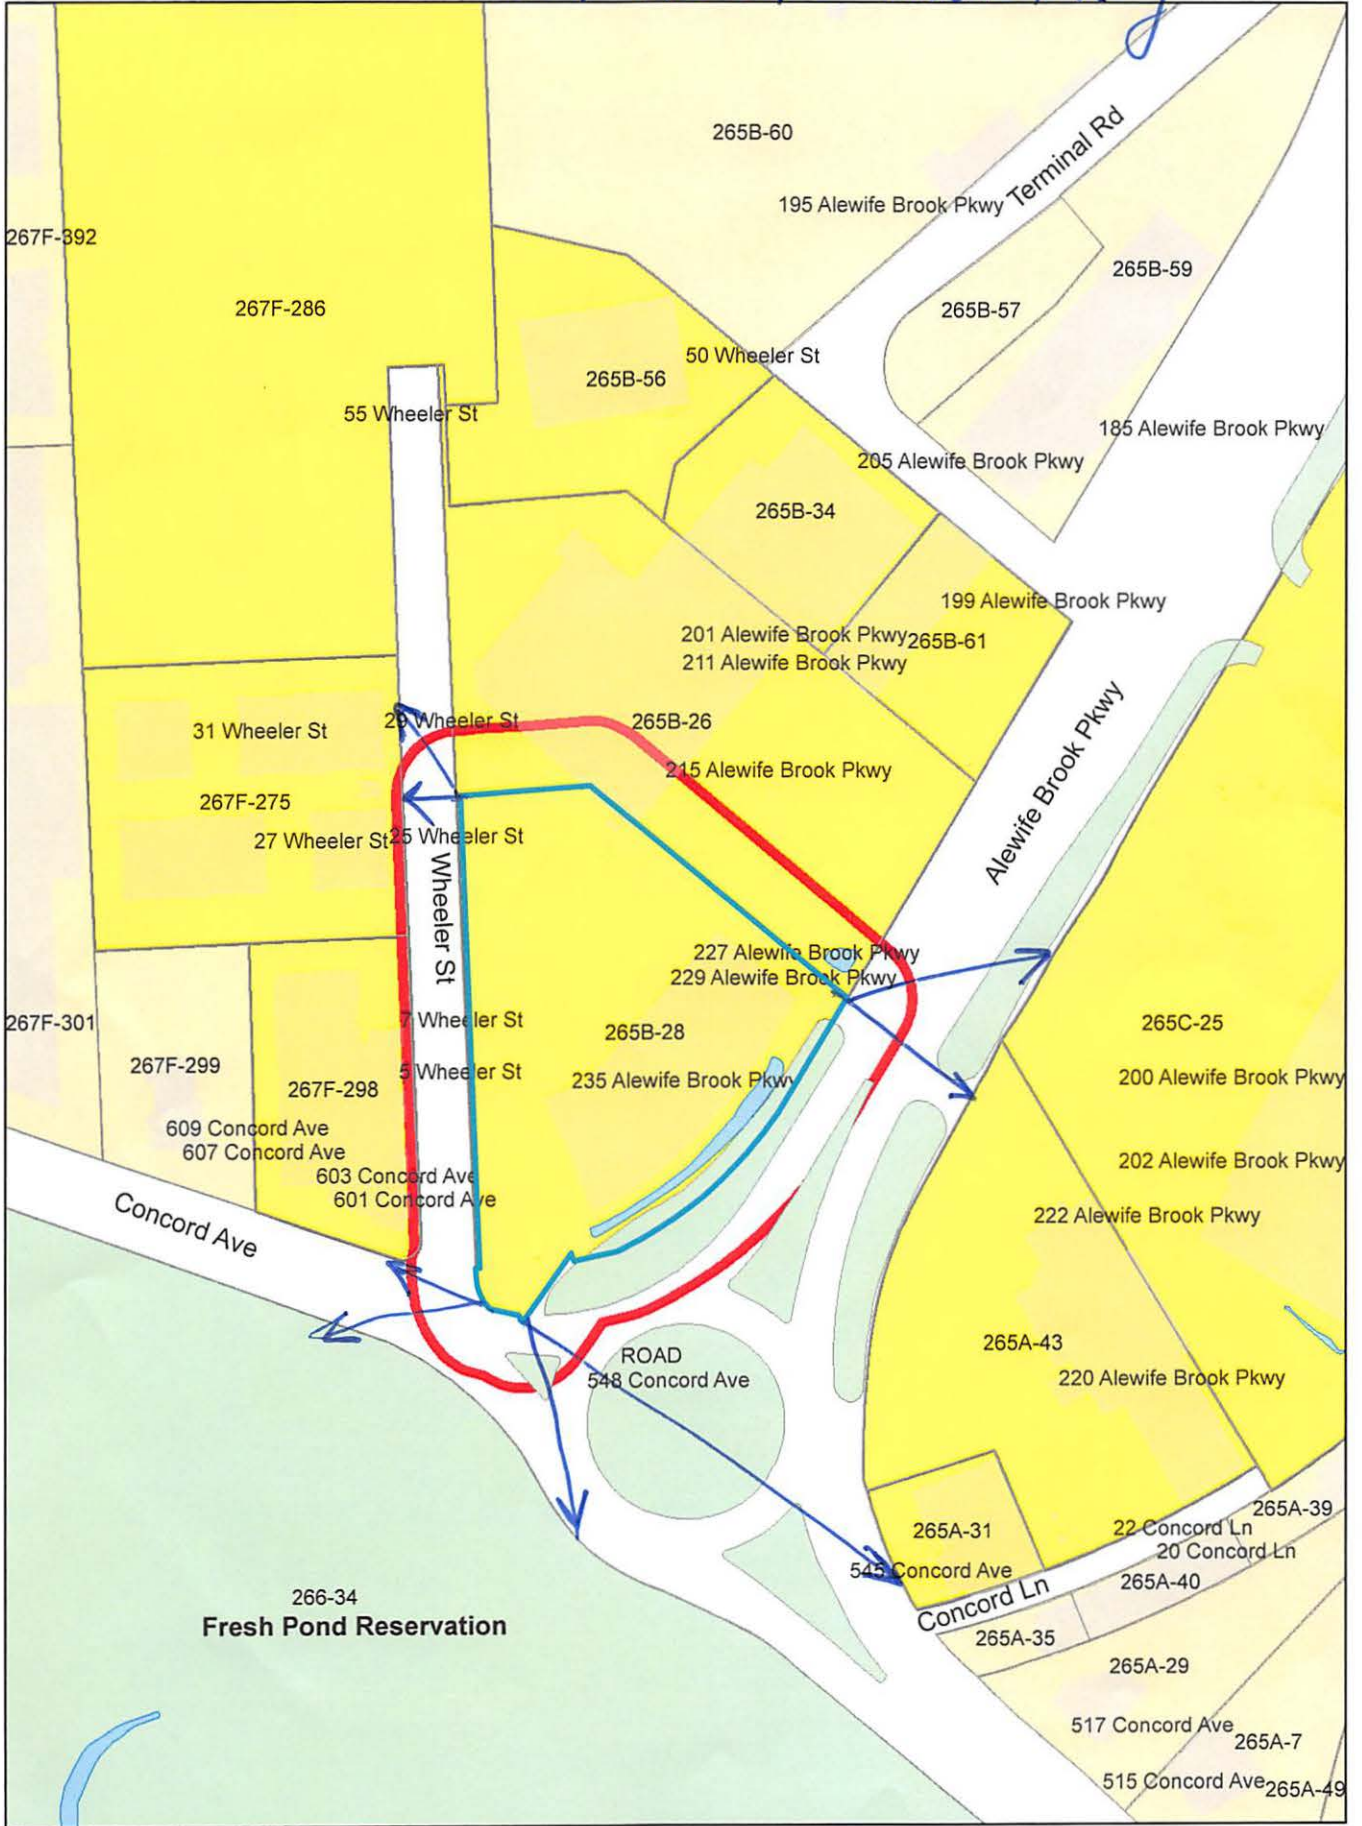 265B-60
Terminal Rd
195 Alewife Brook Pkwy
267F-392
265B-59
267F-286
265B-57
50 Wheeler St
265B-56
55 Wheeler St
185 Alewife Brook Pkwy
205 Alewife Brook Pkwy
265B-34
199 Alewife Brook Pkwy
201 Alewife Brook Pkwy
265B-61
211 Alewife Brook Pkwy
29 Wheeler St
265B-26
31 Wheeler St
215 Alewife Brook Pkwy
Alewife Brook Pkwy
267F-275
27 Wheeler St
25 Wheeler St
Wheeler St
227 Alewife Brook Pkwy
229 Alewife Brook Pkwy
267F-301
7 Wheeler St
265B-28
265C-25
267F-299
5 Wheeler St
235 Alewife Brook Pkwy
200 Alewife Brook Pkwy
267F-298
609 Concord Ave
607 Concord Ave
202 Alewife Brook Pkwy
603 Concord Ave
601 Concord Ave
222 Alewife Brook Pkwy
Concord Ave
265A-43
ROAD
548 Concord Ave
220 Alewife Brook Pkwy
265A-39
265A-31
22 Concord Ln
20 Concord Ln
545 Concord Ave
265A-40
Concord Ln
266-34
Fresh Pond Reservation
265A-35
265A-29
517 Concord Ave
265A-7
515 Concord Ave
265A-49